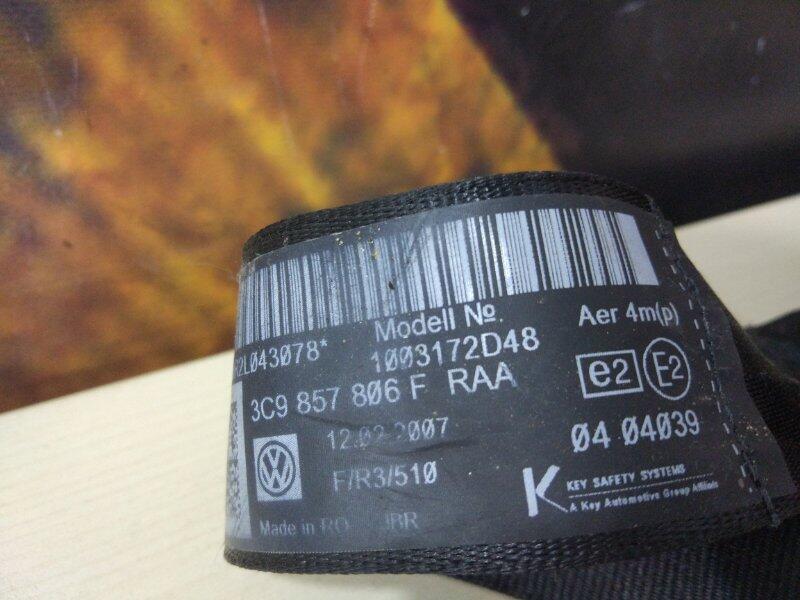 2L043078*
Modell №.
1003172D48
Aer 4m(p)
3C9 857 806 F RAA
e2 E2
12.02.2007
04 04039
VW
F/R3/510
KEY SAFETY SYSTEMS
A Key Automotive Group Affiliate
Made in RO